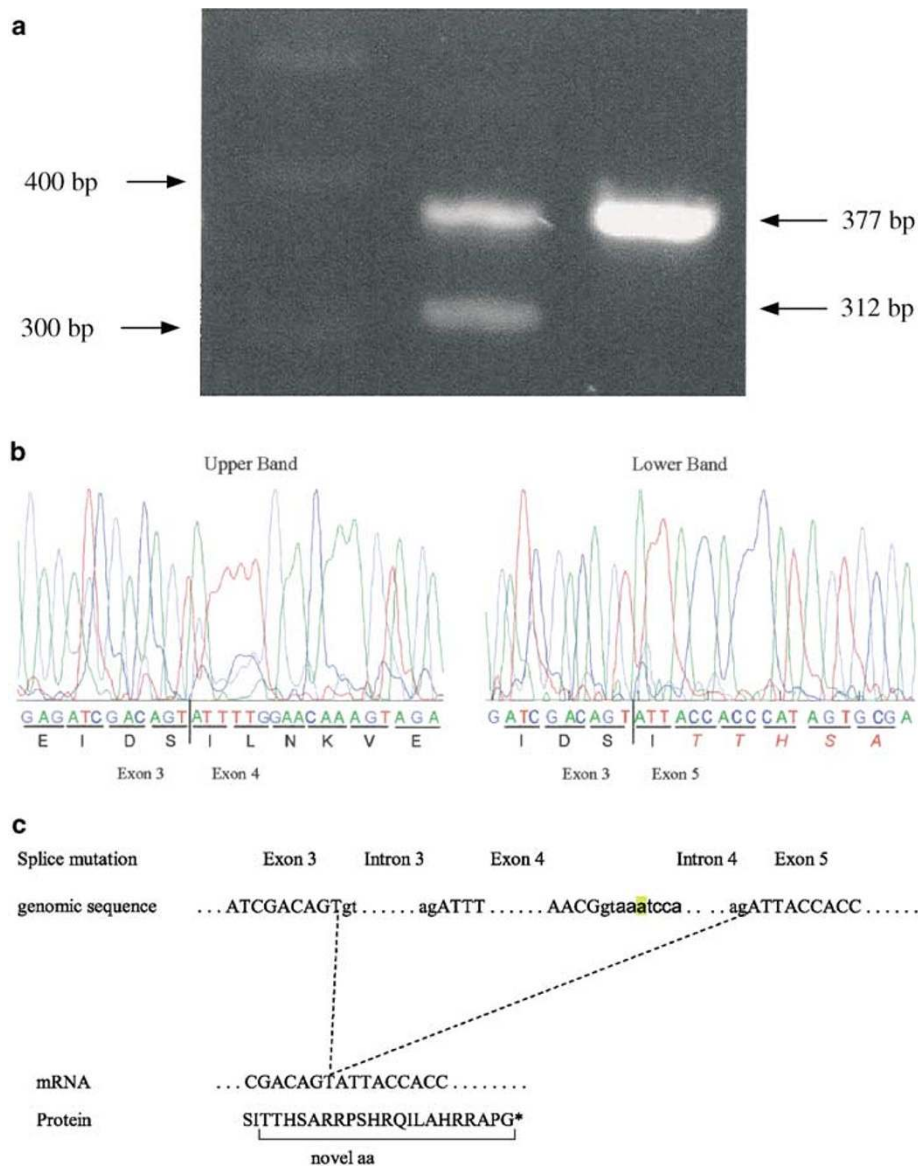 a
400 bp
377 bp
312 bp
300 bp
b
Upper Band Lower Band
GAGATCGACAGTATTTTGGAACAAAGTAGA GATCGACAGTATTACCACCCATAGTGCGA
E I D S I L N K V E I D S I T T H S A
Exon 3 Exon 4 Exon 3 Exon 5
c
Splice mutation Exon 3 Intron 3 Exon 4 Intron 4 Exon 5
genomic sequence ....ATCGACAGTgt......agATTT......AACGgtaaatcca.....agATTACCACC......
mRNA ...CGACAGTATTACCACC........
Protein SITTHSARRPSHRQILAHRRAPG*
novel aa